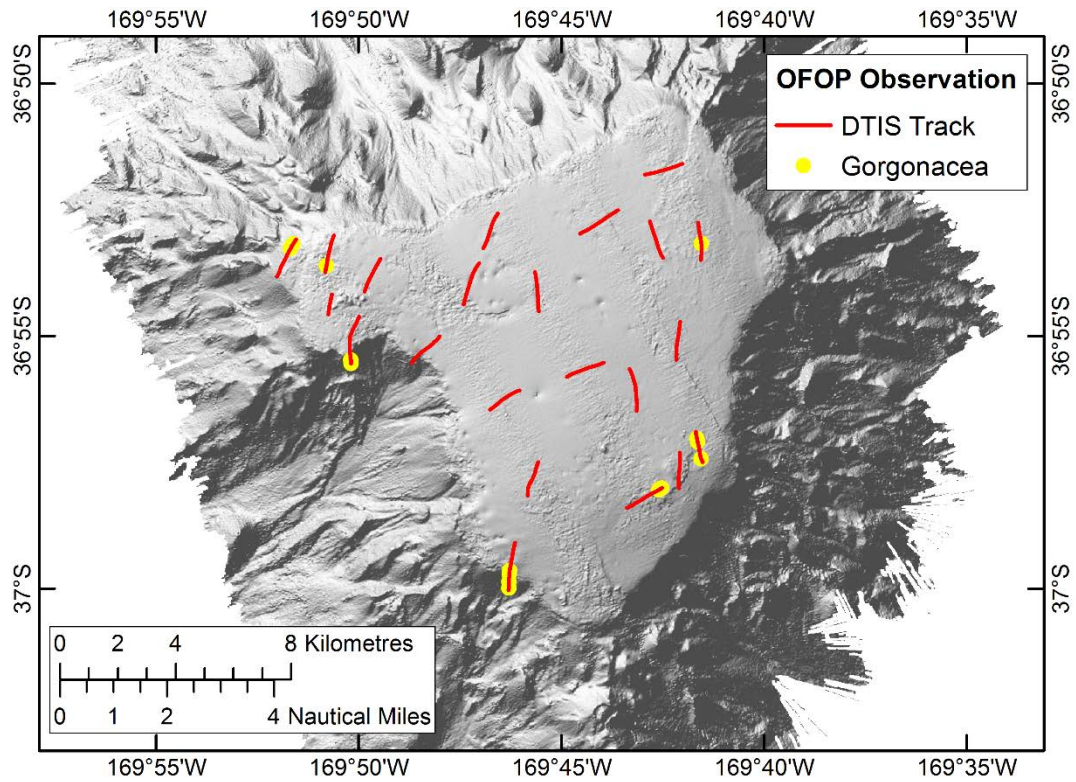 169°55'W 169°50'W 169°45'W 169°40'W 169°35'W
36°50'S 36°50'S
OFOP Observation
DTIS Track
Gorgonacea
36°55'S 36°55'S
37°S 37°S
0 2 4 8 Kilometres
0 1 2 4 Nautical Miles
169°55'W 169°50'W 169°45'W 169°40'W 169°35'W